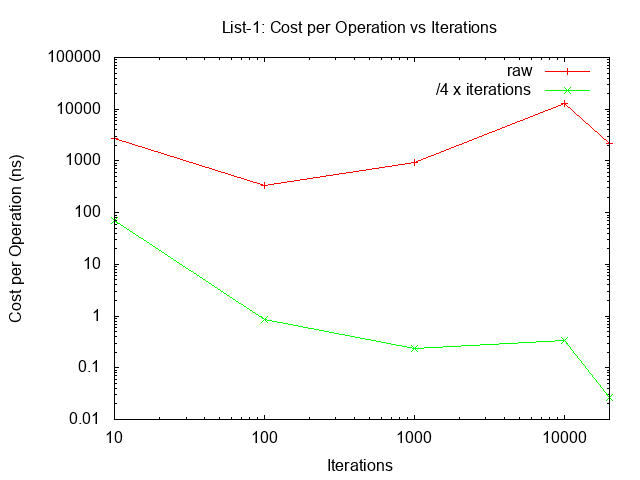 List-1: Cost per Operation vs Iterations
100000
10000
1000
100
10
1
0.1
0.01
Cost per Operation (ns)
raw
/4 x iterations
10
100
1000
10000
Iterations